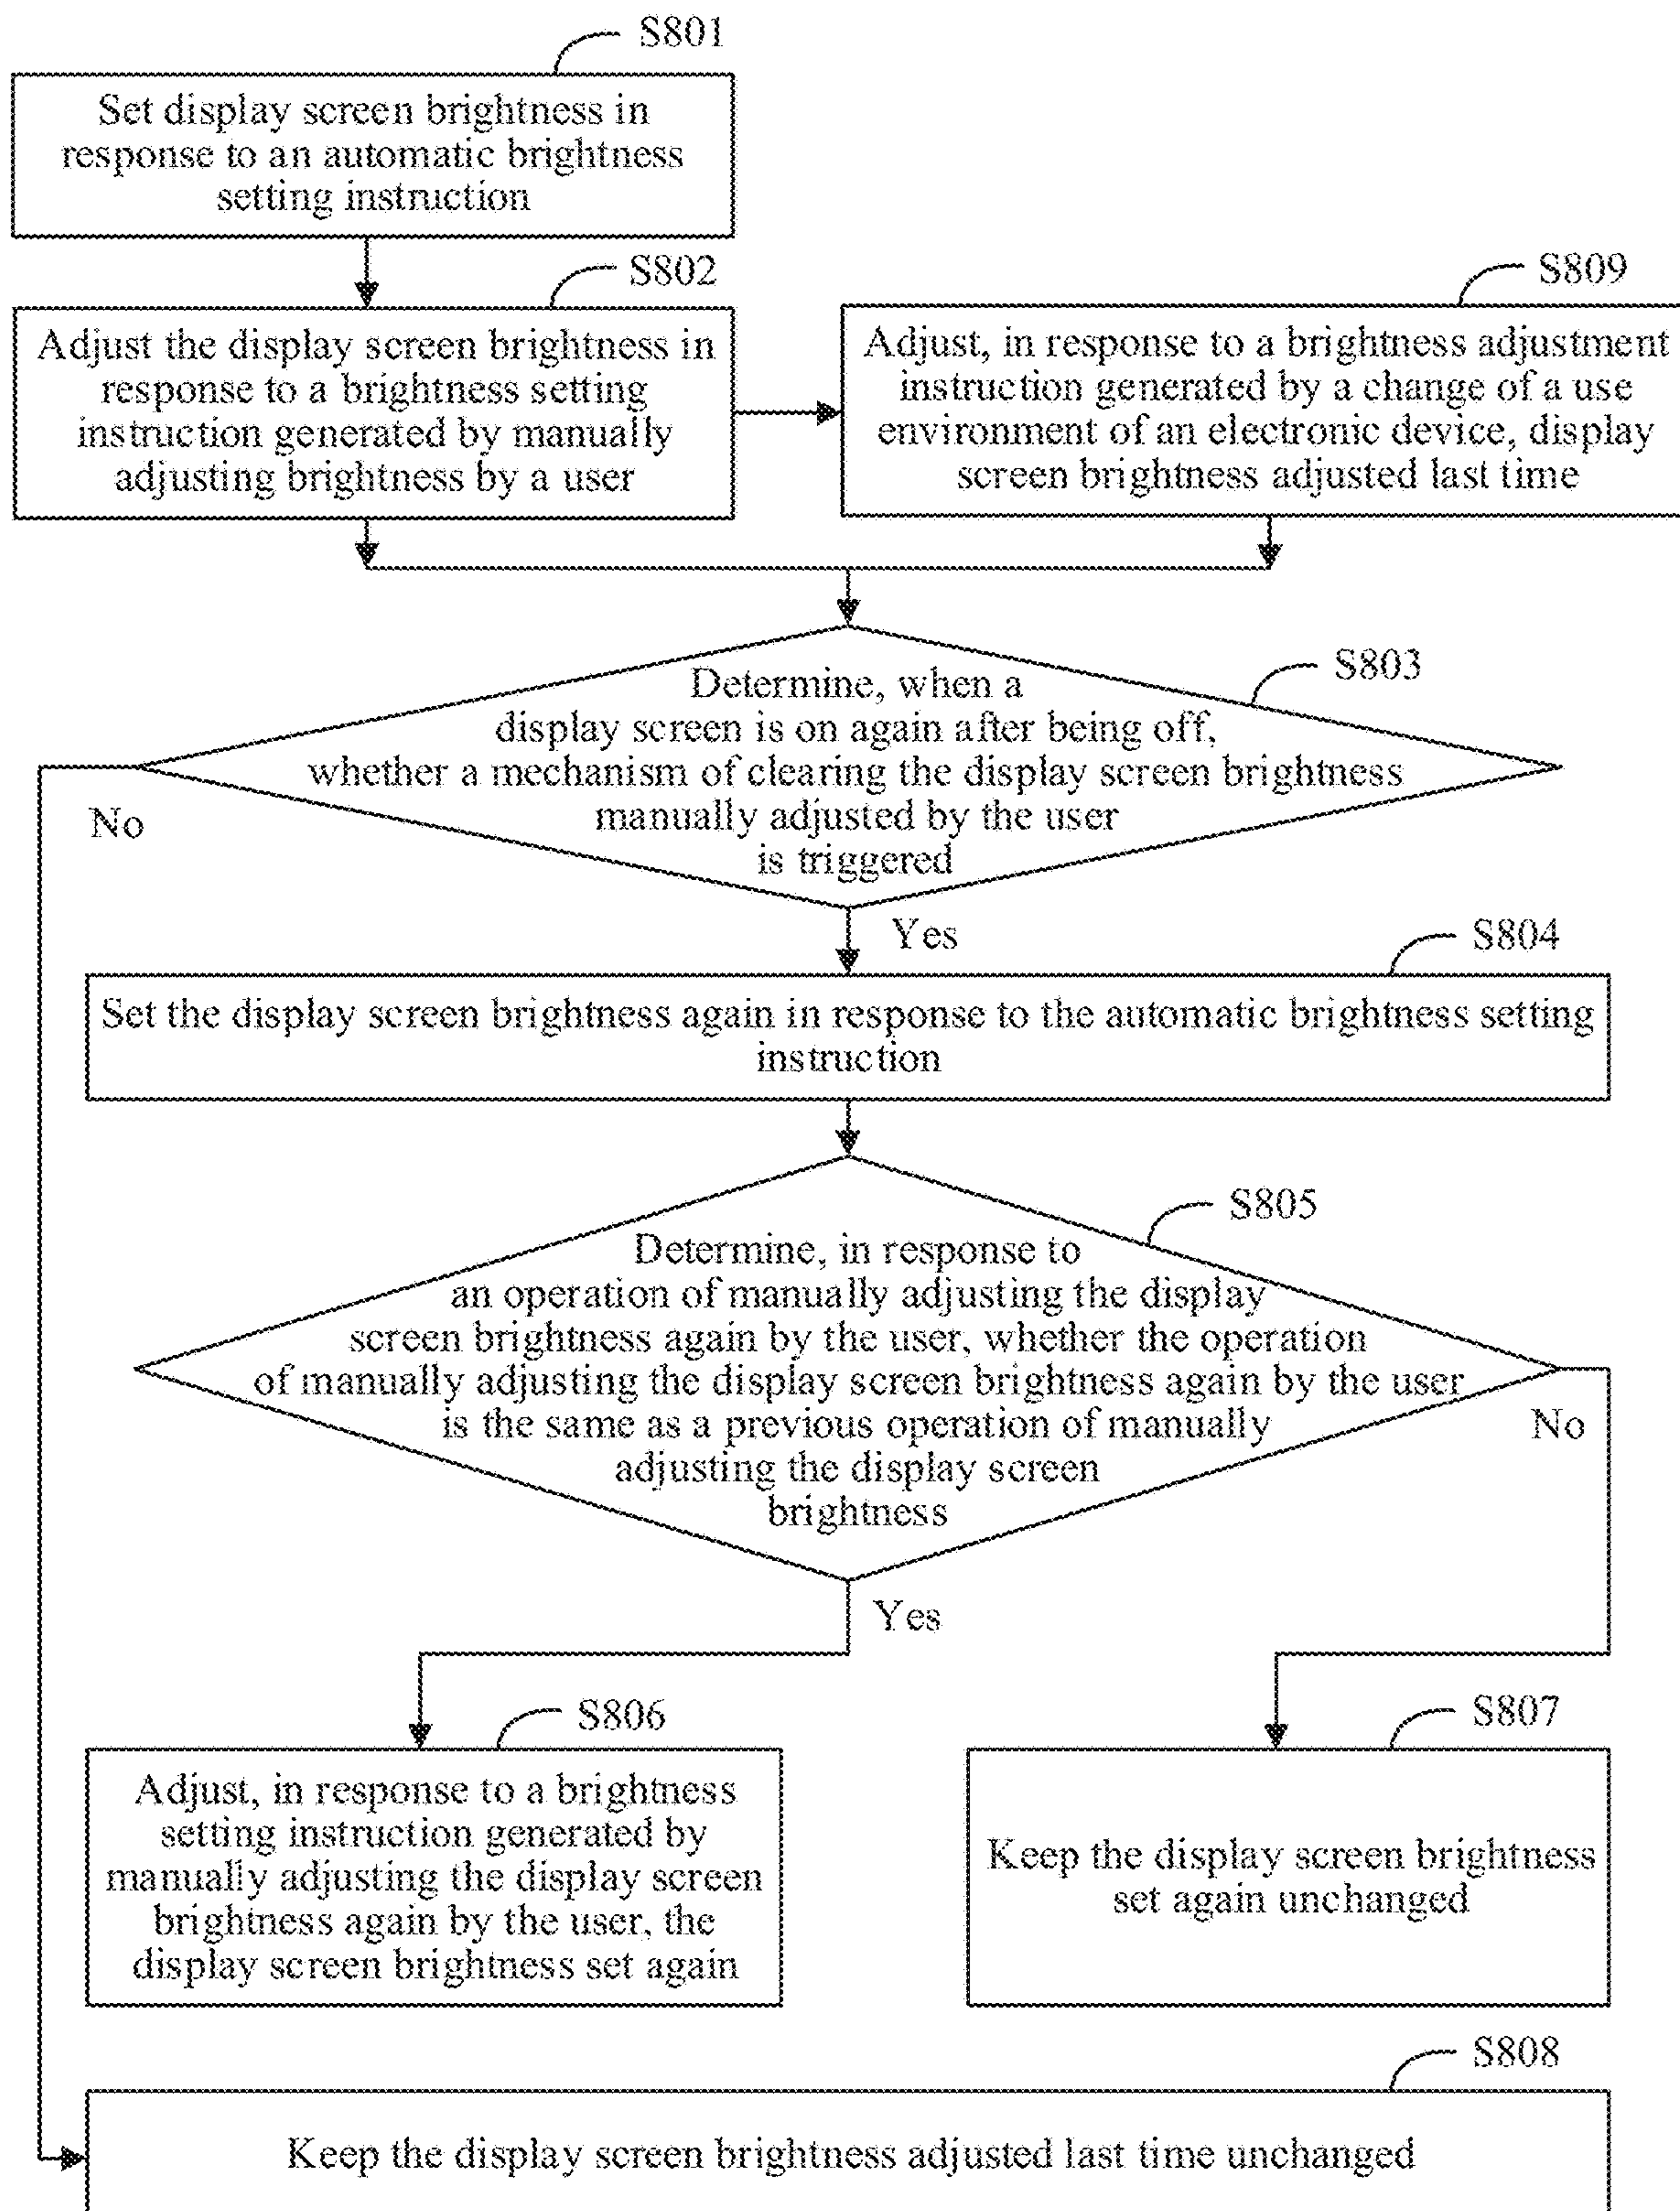 S801
Set display screen brightness in
response to an automatic brightness
setting instruction
S802
Adjust the display screen brightness in
response to a brightness setting
instruction generated by manually
adjusting brightness by a user
S809
Adjust, in response to a brightness adjustment
instruction generated by a change of a use
environment of an electronic device, display
screen brightness adjusted last time
S803
Determine, when a
display screen is on again after being off,
whether a mechanism of clearing the display screen brightness
manually adjusted by the user
is triggered
No
Yes
S804
Set the display screen brightness again in response to the automatic brightness setting
instruction
S805
Determine, in response to
an operation of manually adjusting the display
screen brightness again by the user, whether the operation
of manually adjusting the display screen brightness again by the user
is the same as a previous operation of manually
adjusting the display screen
brightness
No
Yes
S806
Adjust, in response to a brightness
setting instruction generated by
manually adjusting the display screen
brightness again by the user, the
display screen brightness set again
S807
Keep the display screen brightness
set again unchanged
S808
Keep the display screen brightness adjusted last time unchanged